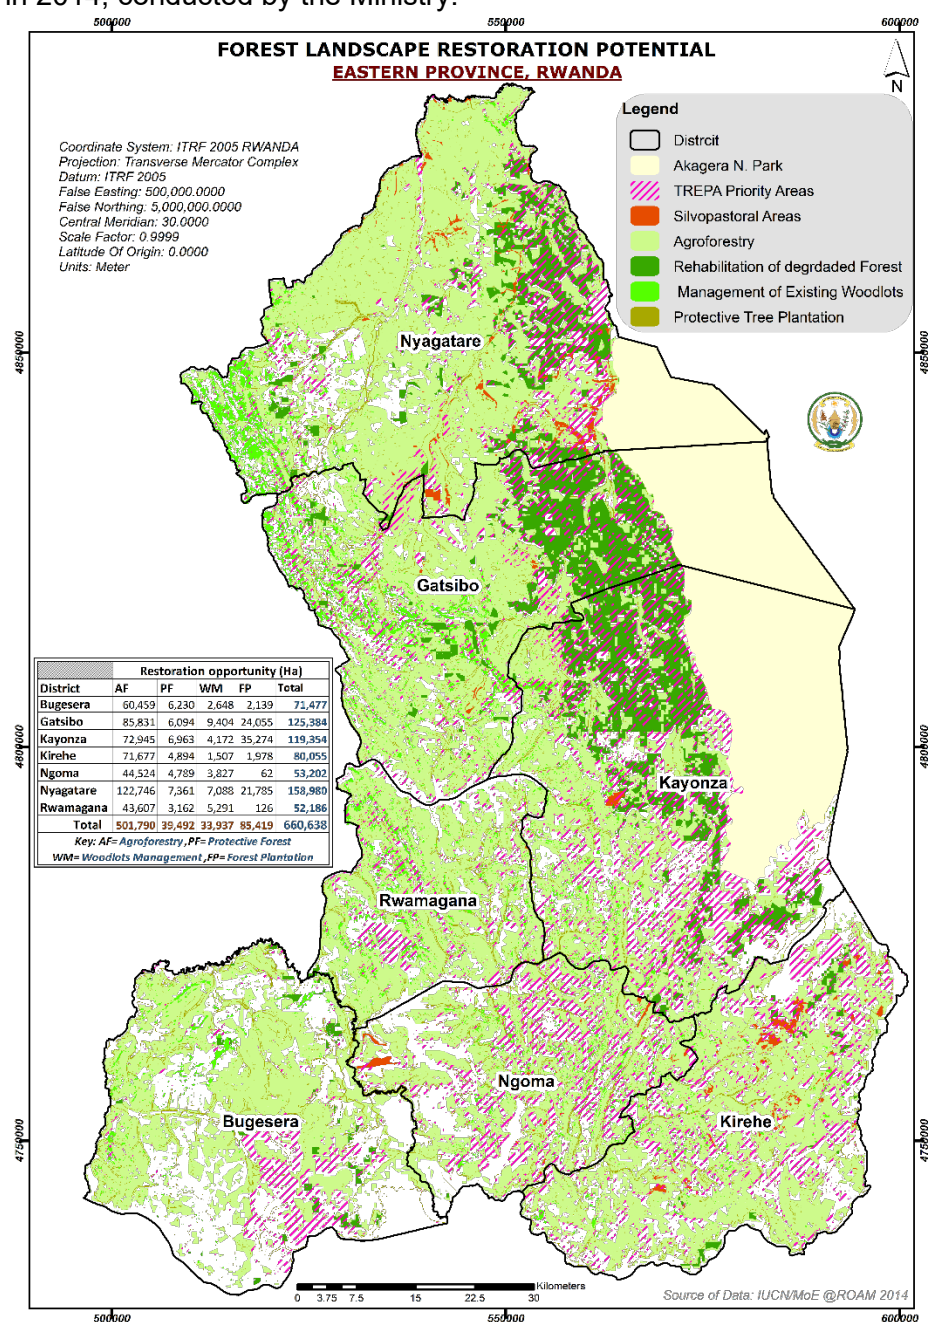 in 2014, conducted by the Ministry.
500000 550000 600000
FOREST LANDSCAPE RESTORATION POTENTIAL
EASTERN PROVINCE, RWANDA
N
Coordinate System: ITRF 2005 RWANDA
Projection: Transverse Mercator Complex
Datum: ITRF 2005
False Easting: 500,000.0000
False Northing: 5,000,000.0000
Central Meridian: 30.0000
Scale Factor: 0.9999
Latitude Of Origin: 0.0000
Units: Meter
Legend
Distrcit
Akagera N. Park
TREPA Priority Areas
Silvopastoral Areas
Agroforestry
Rehabilitation of degrdaded Forest
Management of Existing Woodlots
Protective Tree Plantation
4850000 4850000
Nyagatare
Gatsibo
Restoration opportunity (Ha)
District AF PF WM FP Total
Bugesera 60,459 6,230 2,648 2,139 71,477
Gatsibo 85,831 6,094 9,404 24,055 125,384
Kayonza 72,945 6,963 4,172 35,274 119,354
Kirehe 71,677 4,894 1,507 1,978 80,055
Ngoma 44,524 4,789 3,827 62 53,202
Nyagatare 122,746 7,361 7,088 21,785 158,980
Rwamagana 43,607 3,162 5,291 126 52,186
Total 501,790 39,492 33,937 85,419 660,638
Key: AF= Agroforestry ,PF= Protective Forest
WM= Woodlots Management ,FP= Forest Plantation
4800000 4800000
Kayonza
Rwamagana
Ngoma
Bugesera
Kirehe
4750000 4750000
Kilometers
0 3.75 7.5 15 22.5 30
Source of Data: IUCN/MoE @ROAM 2014
500000 550000 600000